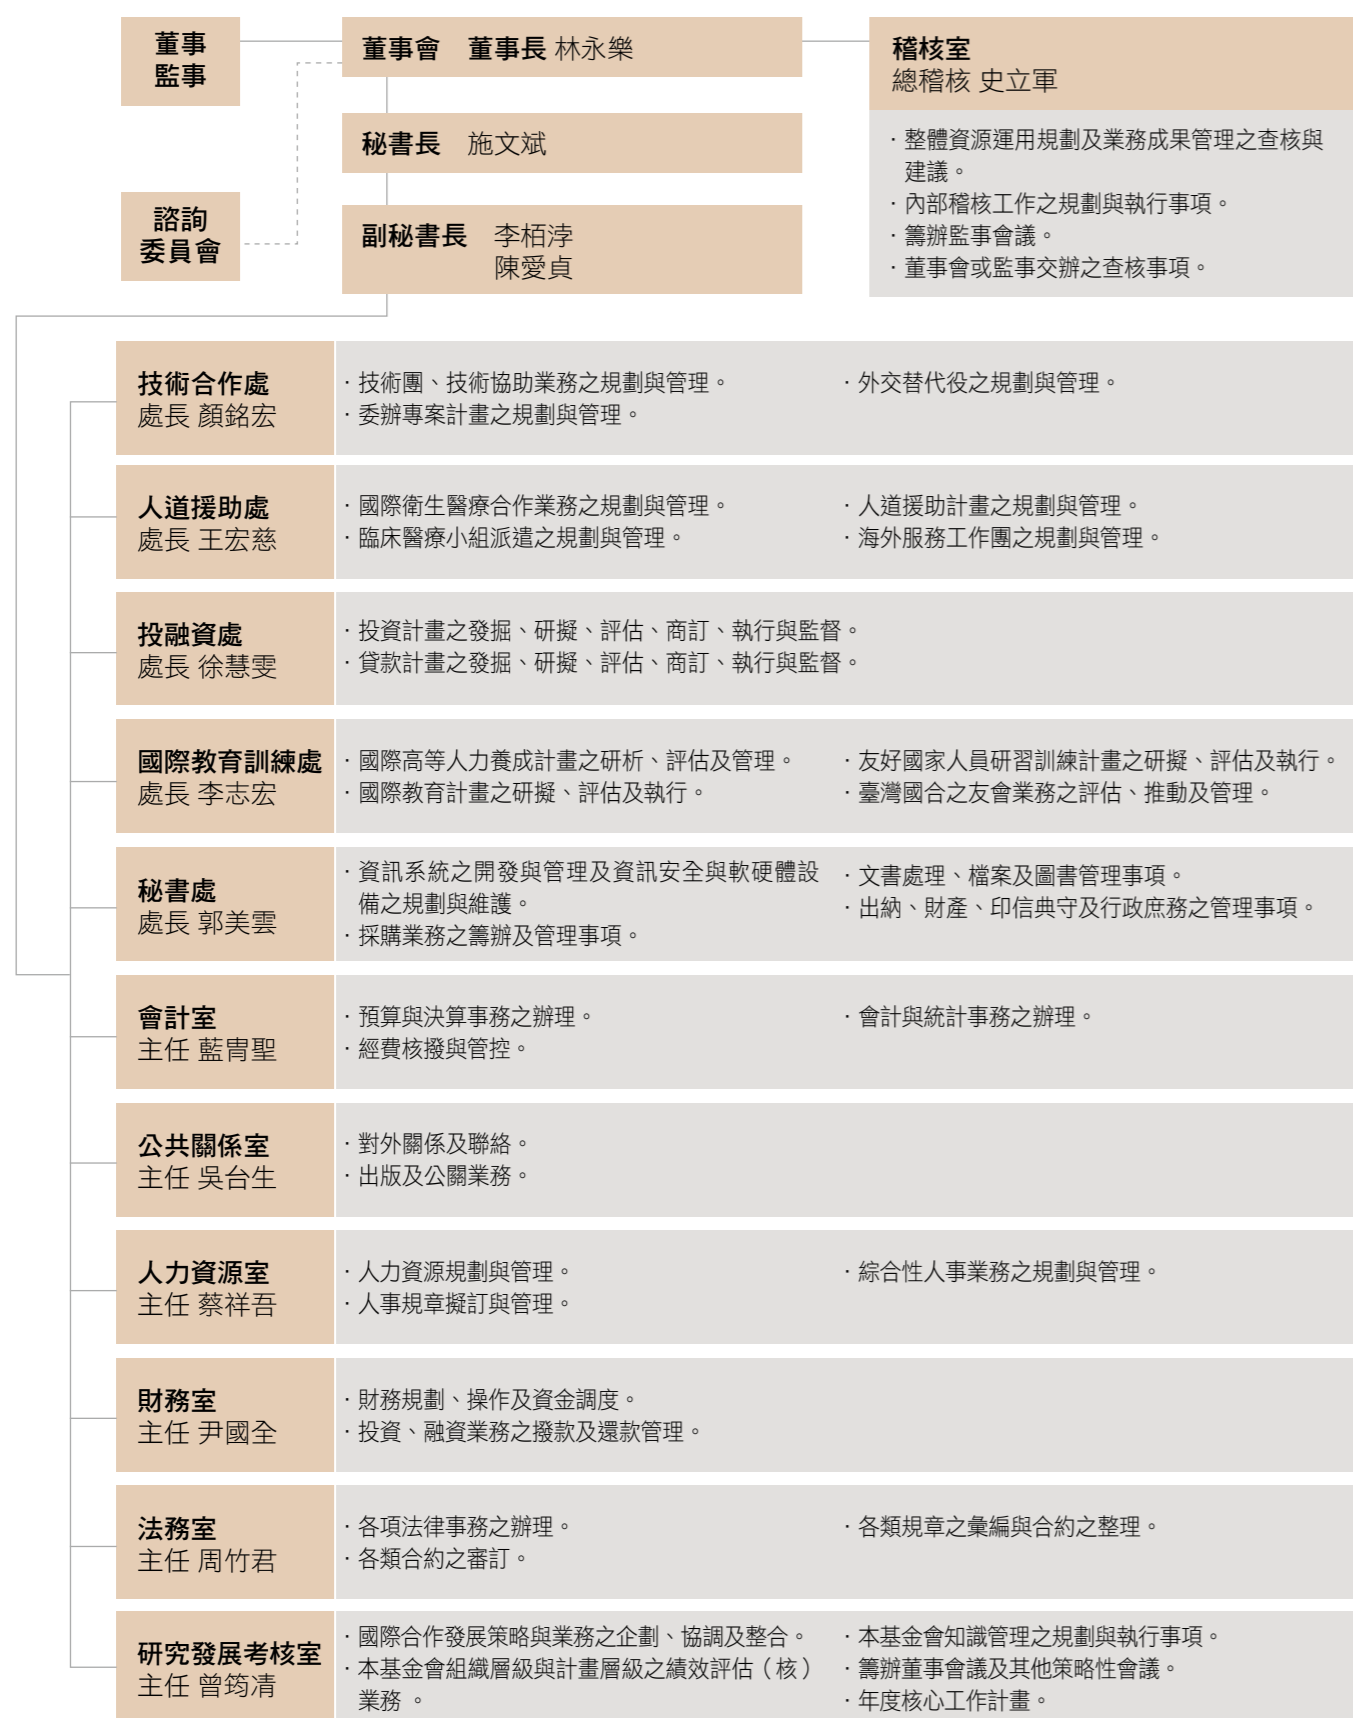 董事
監事
董事會　董事長 林永樂
秘書長　施文斌
副秘書長　李栢浡
陳愛貞
諮詢
委員會
稽核室
總稽核 史立軍
．整體資源運用規劃及業務成果管理之查核與
建議。
．內部稽核工作之規劃與執行事項。
．籌辦監事會議。
．董事會或監事交辦之查核事項。
技術合作處
處長 顏銘宏
．技術團、技術協助業務之規劃與管理。
．委辦專案計畫之規劃與管理。
．外交替代役之規劃與管理。
人道援助處
處長 王宏慈
．國際衛生醫療合作業務之規劃與管理。
．臨床醫療小組派遣之規劃與管理。
．人道援助計畫之規劃與管理。
．海外服務工作團之規劃與管理。
投融資處
處長 徐慧雯
．投資計畫之發掘、研擬、評估、商訂、執行與監督。
．貸款計畫之發掘、研擬、評估、商訂、執行與監督。
國際教育訓練處
處長 李志宏
．國際高等人力養成計畫之研析、評估及管理。
．國際教育計畫之研擬、評估及執行。
．友好國家人員研習訓練計畫之研擬、評估及執行。
．臺灣國合之友會業務之評估、推動及管理。
秘書處
處長 郭美雲
．資訊系統之開發與管理及資訊安全與軟硬體設
備之規劃與維護。
．採購業務之籌辦及管理事項。
．文書處理、檔案及圖書管理事項。
．出納、財產、印信典守及行政庶務之管理事項。
會計室
主任 藍冑聖
．預算與決算事務之辦理。
．經費核撥與管控。
．會計與統計事務之辦理。
公共關係室
主任 吳台生
．對外關係及聯絡。
．出版及公關業務。
人力資源室
主任 蔡祥吾
．人力資源規劃與管理。
．人事規章擬訂與管理。
．綜合性人事業務之規劃與管理。
財務室
主任 尹國全
．財務規劃、操作及資金調度。
．投資、融資業務之撥款及還款管理。
法務室
主任 周竹君
．各項法律事務之辦理。
．各類合約之審訂。
．各類規章之彙編與合約之整理。
研究發展考核室
主任 曾筠凊
．國際合作發展策略與業務之企劃、協調及整合。
．本基金會組織層級與計畫層級之績效評估（核）
業務 。
．本基金會知識管理之規劃與執行事項。
．籌辦董事會議及其他策略性會議。
．年度核心工作計畫。